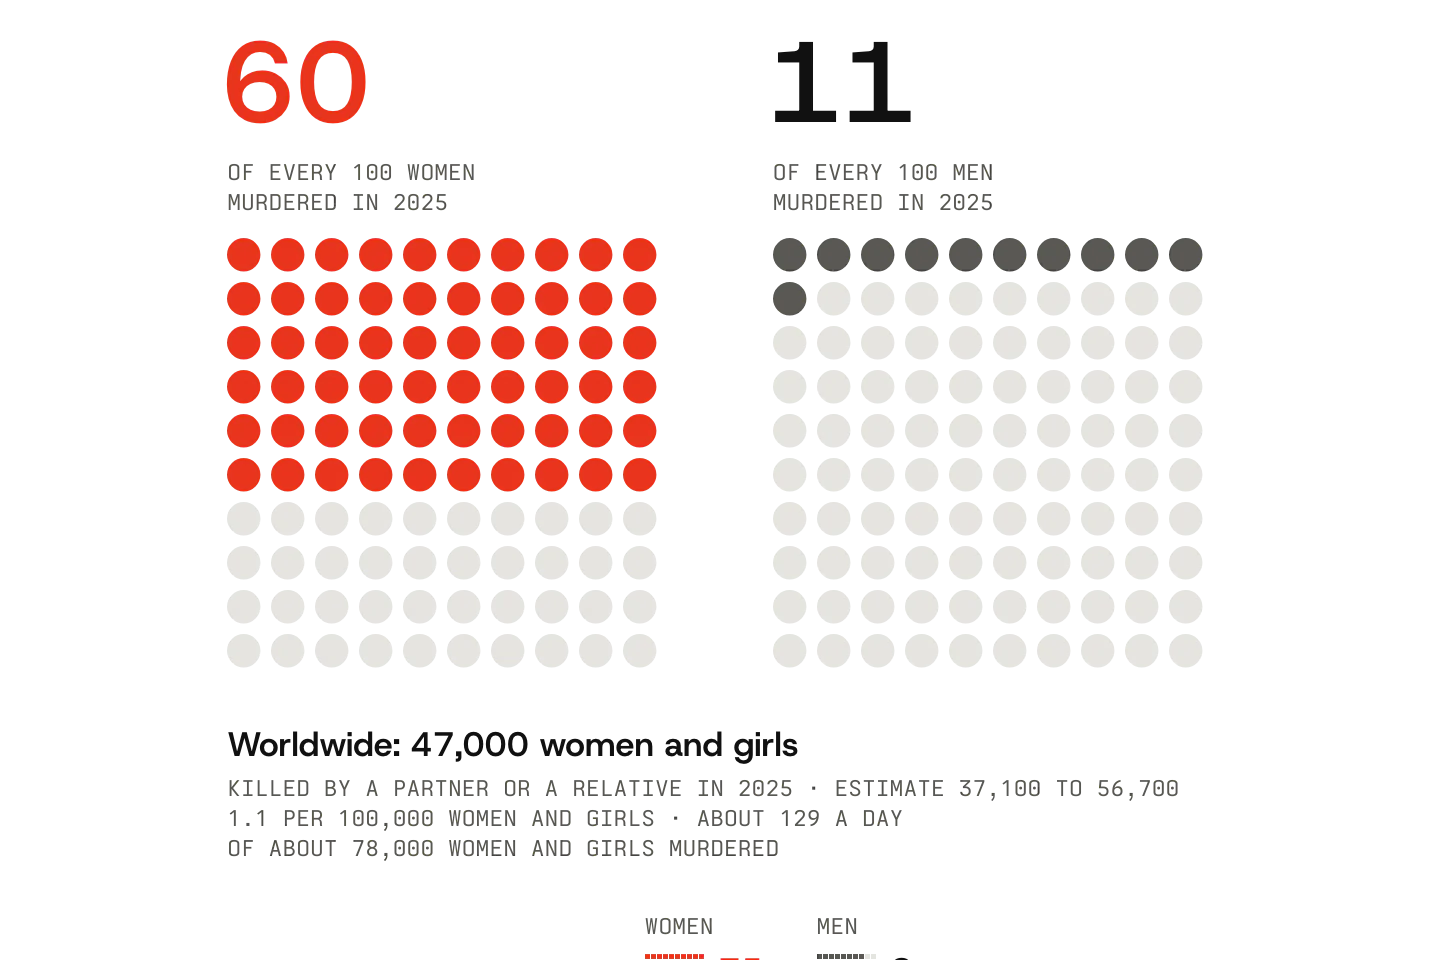 60
11
OF EVERY 100 WOMEN
MURDERED IN 2025
OF EVERY 100 MEN
MURDERED IN 2025
Worldwide: 47,000 women and girls
KILLED BY A PARTNER OR A RELATIVE IN 2025 · ESTIMATE 37,100 TO 56,700
1.1 PER 100,000 WOMEN AND GIRLS · ABOUT 129 A DAY
OF ABOUT 78,000 WOMEN AND GIRLS MURDERED
WOMEN
MEN